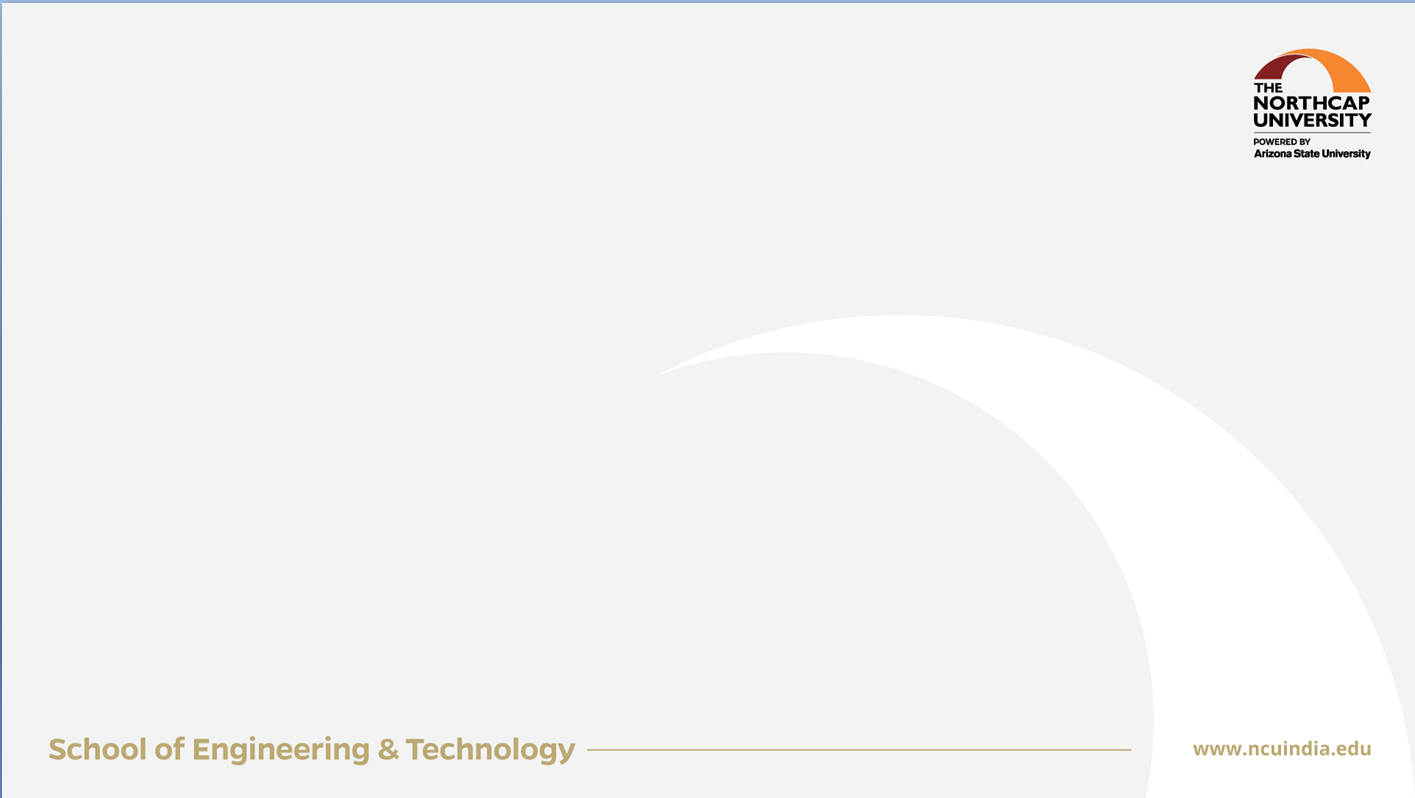 THE
NORTHCAP
UNIVERSITY
POWERED BY
Arizona State University
School of Engineering & Technology
www.ncuindia.edu